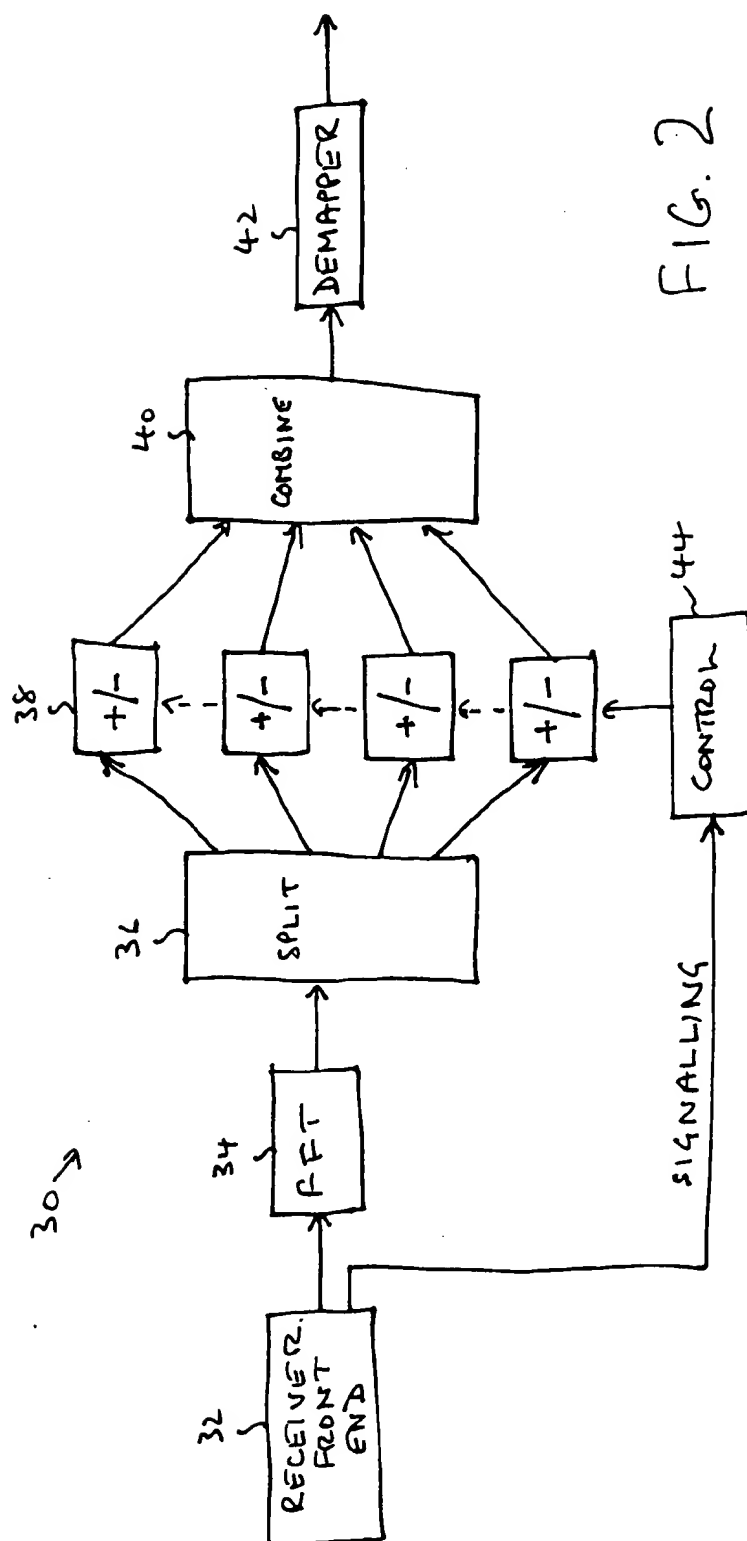 30
32
RECEIVER.
FRONT
END
34
FFT
36
SPLIT
38
+/-
+/-
+/-
+/-
40
COMBINE
42
DEMAPPER
SIGNALLING
44
CONTROL
FIG. 2